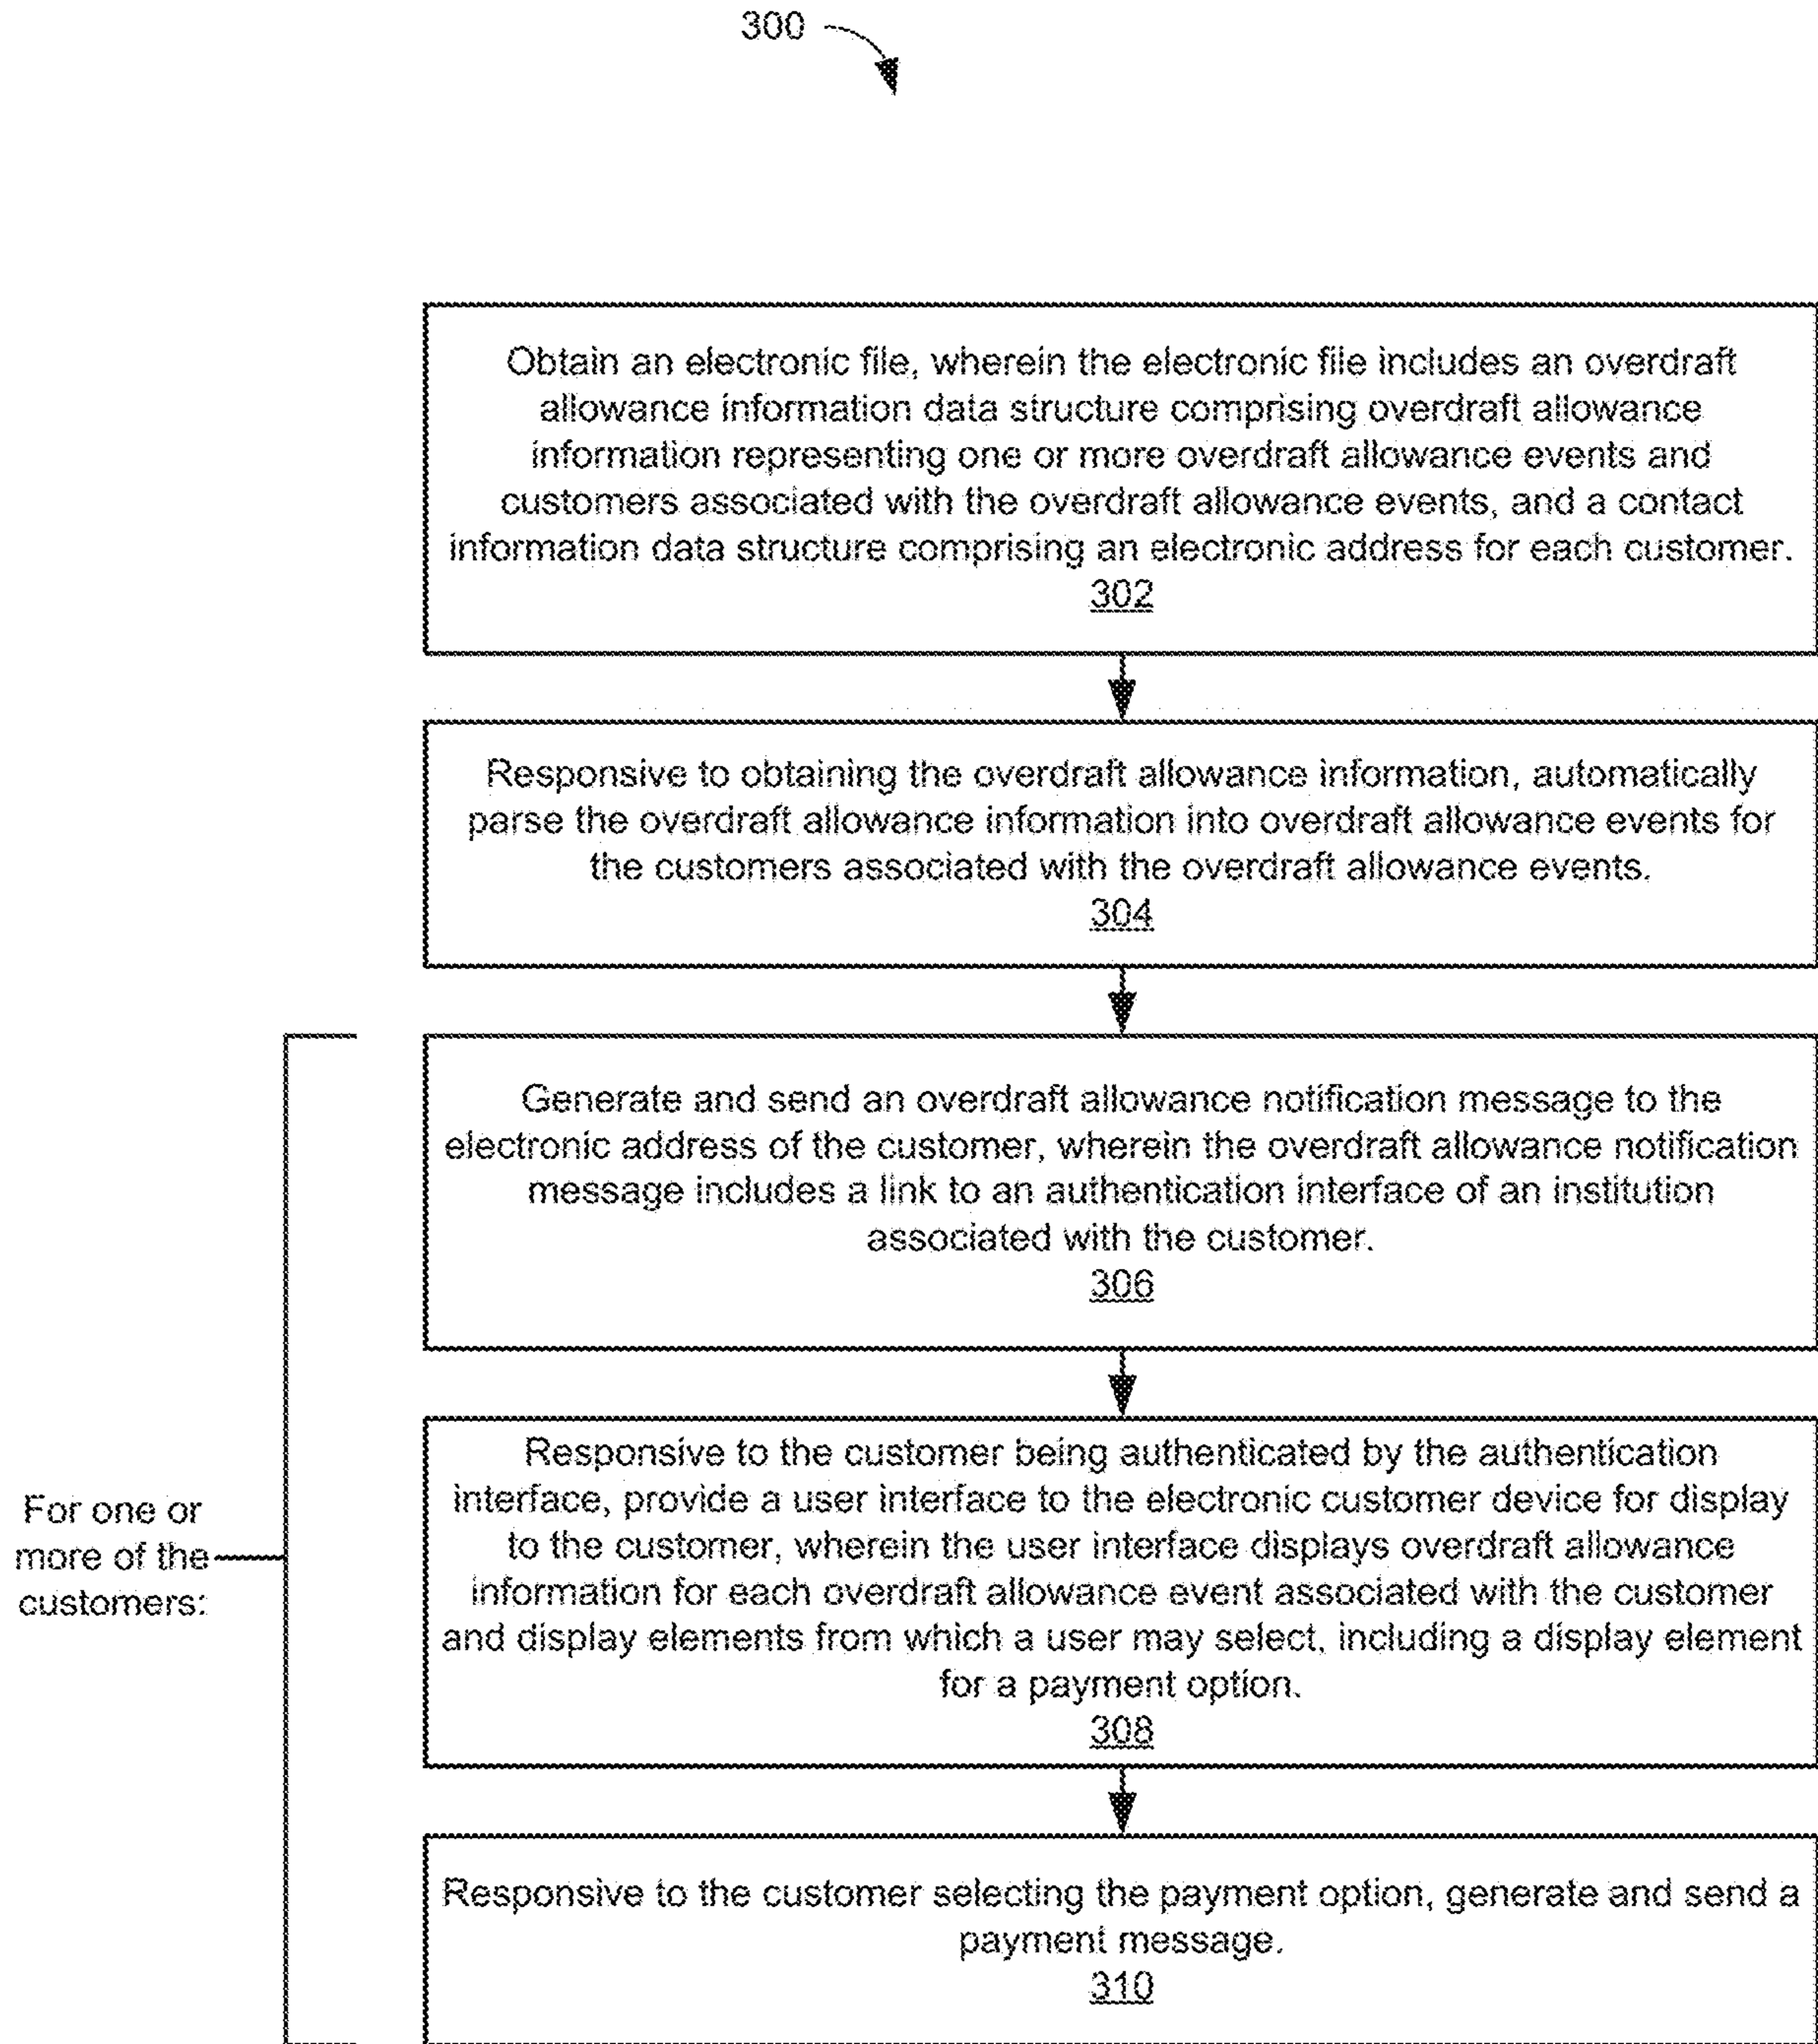 300
Obtain an electronic file, wherein the electronic file includes an overdraft
allowance information data structure comprising overdraft allowance
information representing one or more overdraft allowance events and
customers associated with the overdraft allowance events, and a contact
information data structure comprising an electronic address for each customer.
302
Responsive to obtaining the overdraft allowance information, automatically
parse the overdraft allowance information into overdraft allowance events for
the customers associated with the overdraft allowance events.
304
For one or
more of the
customers:
Generate and send an overdraft allowance notification message to the
electronic address of the customer, wherein the overdraft allowance notification
message includes a link to an authentication interface of an institution
associated with the customer.
306
Responsive to the customer being authenticated by the authentication
interface, provide a user interface to the electronic customer device for display
to the customer, wherein the user interface displays overdraft allowance
information for each overdraft allowance event associated with the customer
and display elements from which a user may select, including a display element
for a payment option.
308
Responsive to the customer selecting the payment option, generate and send a
payment message.
310